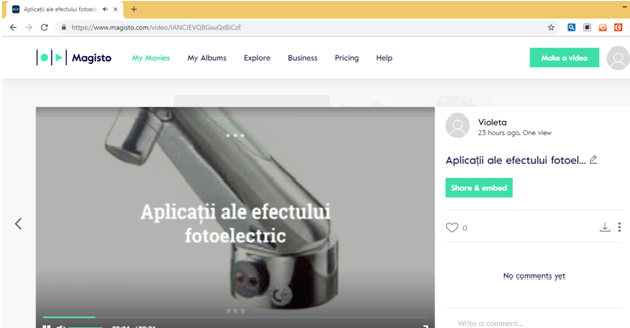 Aplicații ale efectului fotoele
https://www.magisto.com/video/IANCJEVQBGxuQxBiCzE
Magisto
My Movies
My Albums
Explore
Business
Pricing
Help
Make a video
Violeta
23 hours ago, One view
Aplicații ale efectului fotoel...
Share & embed
Aplicații ale efectului
fotoelectric
0
No comments yet
Write a comment...